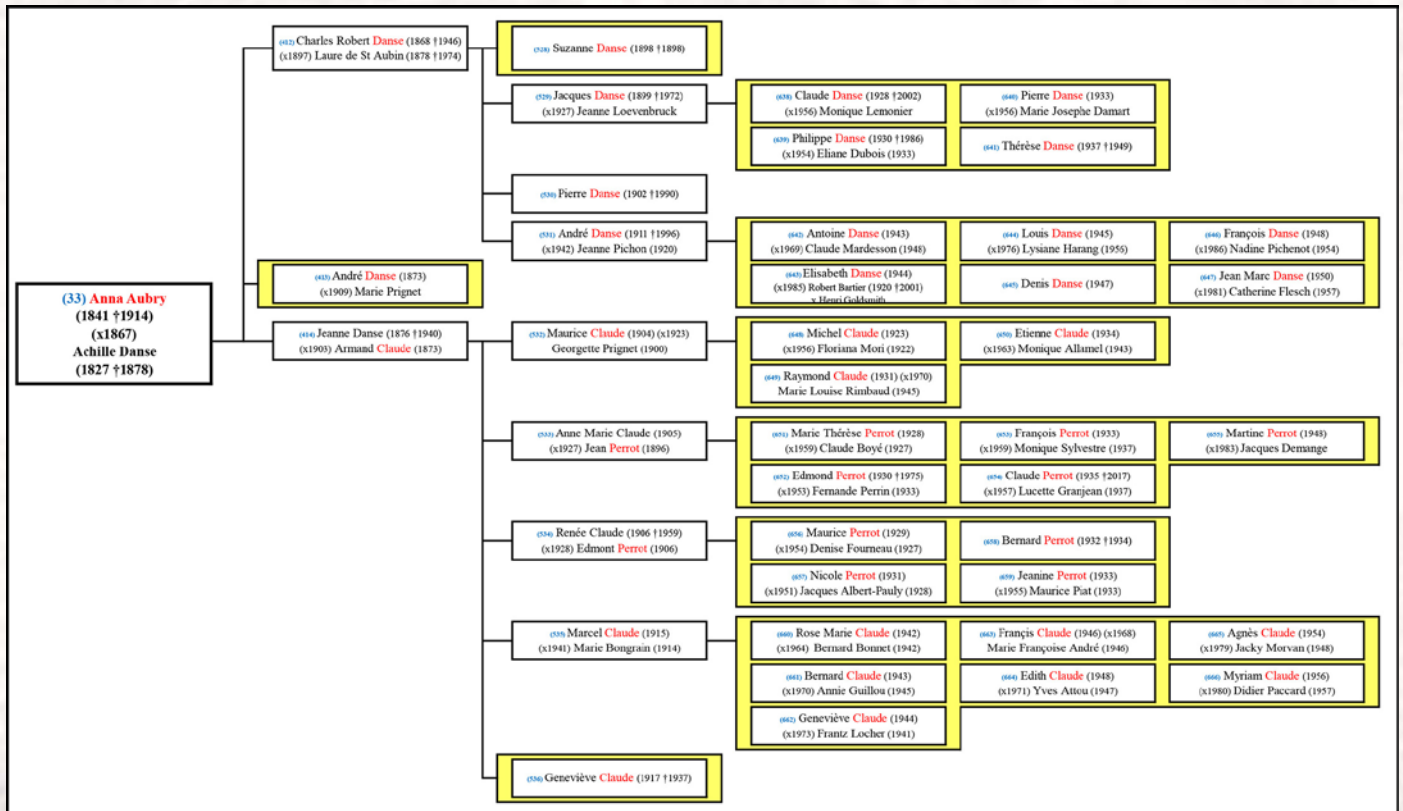 (33) Anna Aubry
(1841 †1914)
(x1867)
Achille Danse
(1827 †1878)
(412) Charles Robert Danse (1868 †1946)
(x1897) Laure de St Aubin (1878 †1974)
(528) Suzanne Danse (1898 †1898)
(529) Jacques Danse (1899 †1972)
(x1927) Jeanne Loevenbruck
(638) Claude Danse (1928 †2002)
(x1956) Monique Lemonier
(640) Pierre Danse (1933)
(x1956) Marie Josephe Damart
(639) Philippe Danse (1930 †1986)
(x1954) Eliane Dubois (1933)
(641) Thérèse Danse (1937 †1949)
(530) Pierre Danse (1902 †1990)
(531) André Danse (1911 †1996)
(x1942) Jeanne Pichon (1920)
(642) Antoine Danse (1943)
(x1969) Claude Mardesson (1948)
(644) Louis Danse (1945)
(x1976) Lysiane Harang (1956)
(646) François Danse (1948)
(x1986) Nadine Pichenot (1954)
(643) Elisabeth Danse (1944)
(x1985) Robert Bartier (1920 †2001)
x Henri Goldsmith
(645) Denis Danse (1947)
(647) Jean Marc Danse (1950)
(x1981) Catherine Flesch (1957)
(413) André Danse (1873)
(x1909) Marie Prignet
(414) Jeanne Danse (1876 †1940)
(x1903) Armand Claude (1873)
(532) Maurice Claude (1904) (x1923)
Georgette Prignet (1900)
(648) Michel Claude (1923)
(x1956) Floriana Mori (1922)
(650) Etienne Claude (1934)
(x1963) Monique Allamel (1943)
(649) Raymond Claude (1931) (x1970)
Marie Louise Rimbaud (1945)
(533) Anne Marie Claude (1905)
(x1927) Jean Perrot (1896)
(651) Marie Thérèse Perrot (1928)
(x1959) Claude Boyé (1927)
(653) François Perrot (1933)
(x1959) Monique Sylvestre (1937)
(655) Martine Perrot (1948)
(x1983) Jacques Demange
(652) Edmond Perrot (1930 †1975)
(x1953) Fernande Perrin (1933)
(654) Claude Perrot (1935 †2017)
(x1957) Lucette Granjean (1937)
(534) Renée Claude (1906 †1959)
(x1928) Edmont Perrot (1906)
(656) Maurice Perrot (1929)
(x1954) Denise Fourneau (1927)
(658) Bernard Perrot (1932 †1934)
(657) Nicole Perrot (1931)
(x1951) Jacques Albert-Pauly (1928)
(659) Jeanine Perrot (1933)
(x1955) Maurice Piat (1933)
(535) Marcel Claude (1915)
(x1941) Marie Bongrain (1914)
(660) Rose Marie Claude (1942)
(x1964) Bernard Bonnet (1942)
(663) Françis Claude (1946) (x1968)
Marie Françoise André (1946)
(665) Agnès Claude (1954)
(x1979) Jacky Morvan (1948)
(661) Bernard Claude (1943)
(x1970) Annie Guillou (1945)
(664) Edith Claude (1948)
(x1971) Yves Attou (1947)
(666) Myriam Claude (1956)
(x1980) Didier Paccard (1957)
(662) Geneviève Claude (1944)
(x1973) Frantz Locher (1941)
(536) Geneviève Claude (1917 †1937)